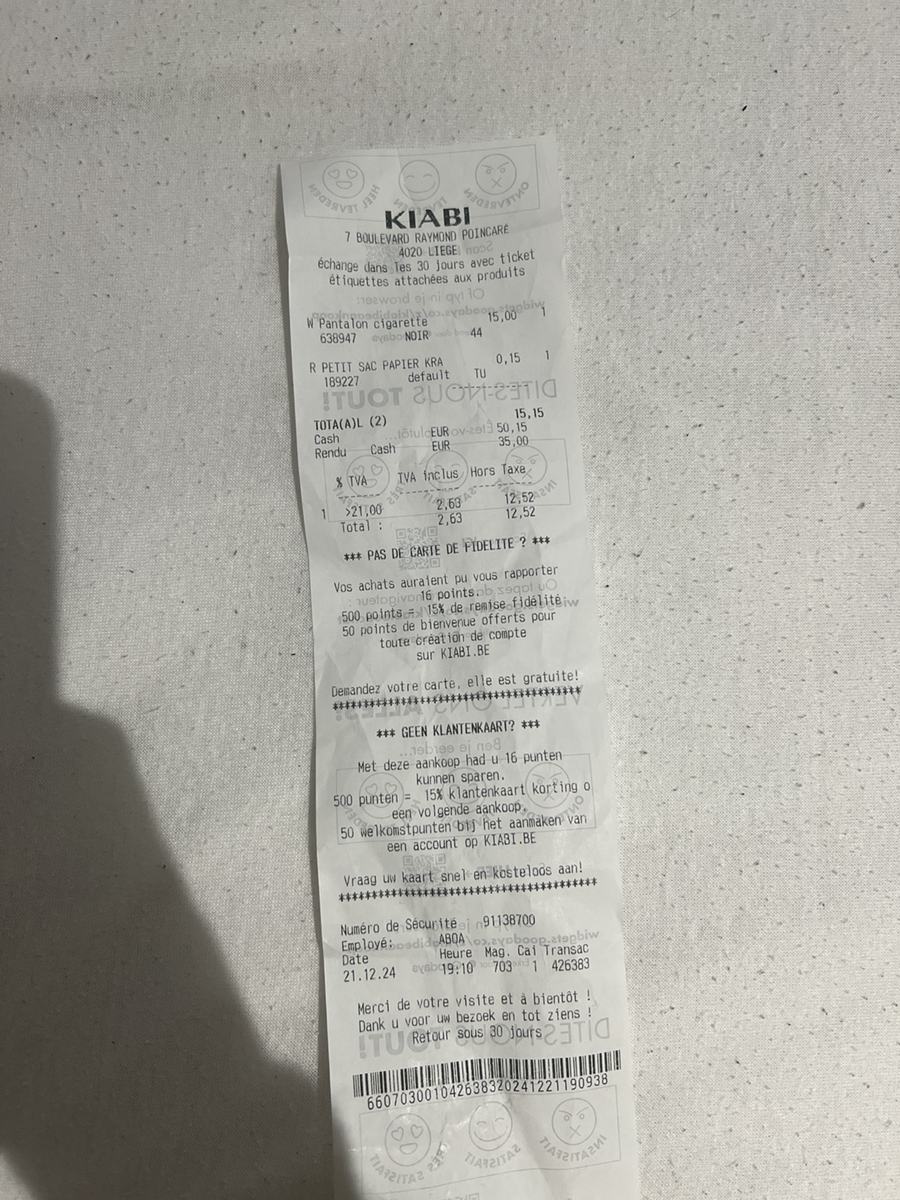 KIABI
7 BOULEVARD RAYMOND POINCARÉ
4020 LIEGE
échange dans les 30 jours avec ticket
étiquettes attachées aux produits
W Pantalon cigarette 15,00 1
638947 NOIR 44
R PETIT SAC PAPIER KRA 0,15 1
189227 default TU
TOTA(A)L (2) 15,15
Cash EUR 50,15
Rendu Cash EUR 35,00
% TVA TVA inclus Hors Taxe
1 >21,00 2,63 12,52
Total : 2,63 12,52
*** PAS DE CARTE DE FIDELITE ? ***
Vos achats auraient pu vous rapporter
16 points.
500 points = 15% de remise fidélité
50 points de bienvenue offerts pour
toute création de compte
sur KIABI.BE
Demandez votre carte, elle est gratuite!
****************************************
*** GEEN KLANTENKAART? ***
Met deze aankoop had u 16 punten
kunnen sparen.
500 punten = 15% klantenkaart korting o
een volgende aankoop.
50 welkomstpunten bij het aanmaken van
een account op KIABI.BE
Vraag uw kaart snel en kosteloos aan!
****************************************
Numéro de Sécurité 91138700
Employé: ABOA
Date Heure Mag. Cai Transac
21.12.24 19:10 703 1 426383
Merci de votre visite et à bientôt !
Dank u voor uw bezoek en tot ziens !
Retour sous 30 jours
66070300104263832024122119​0938